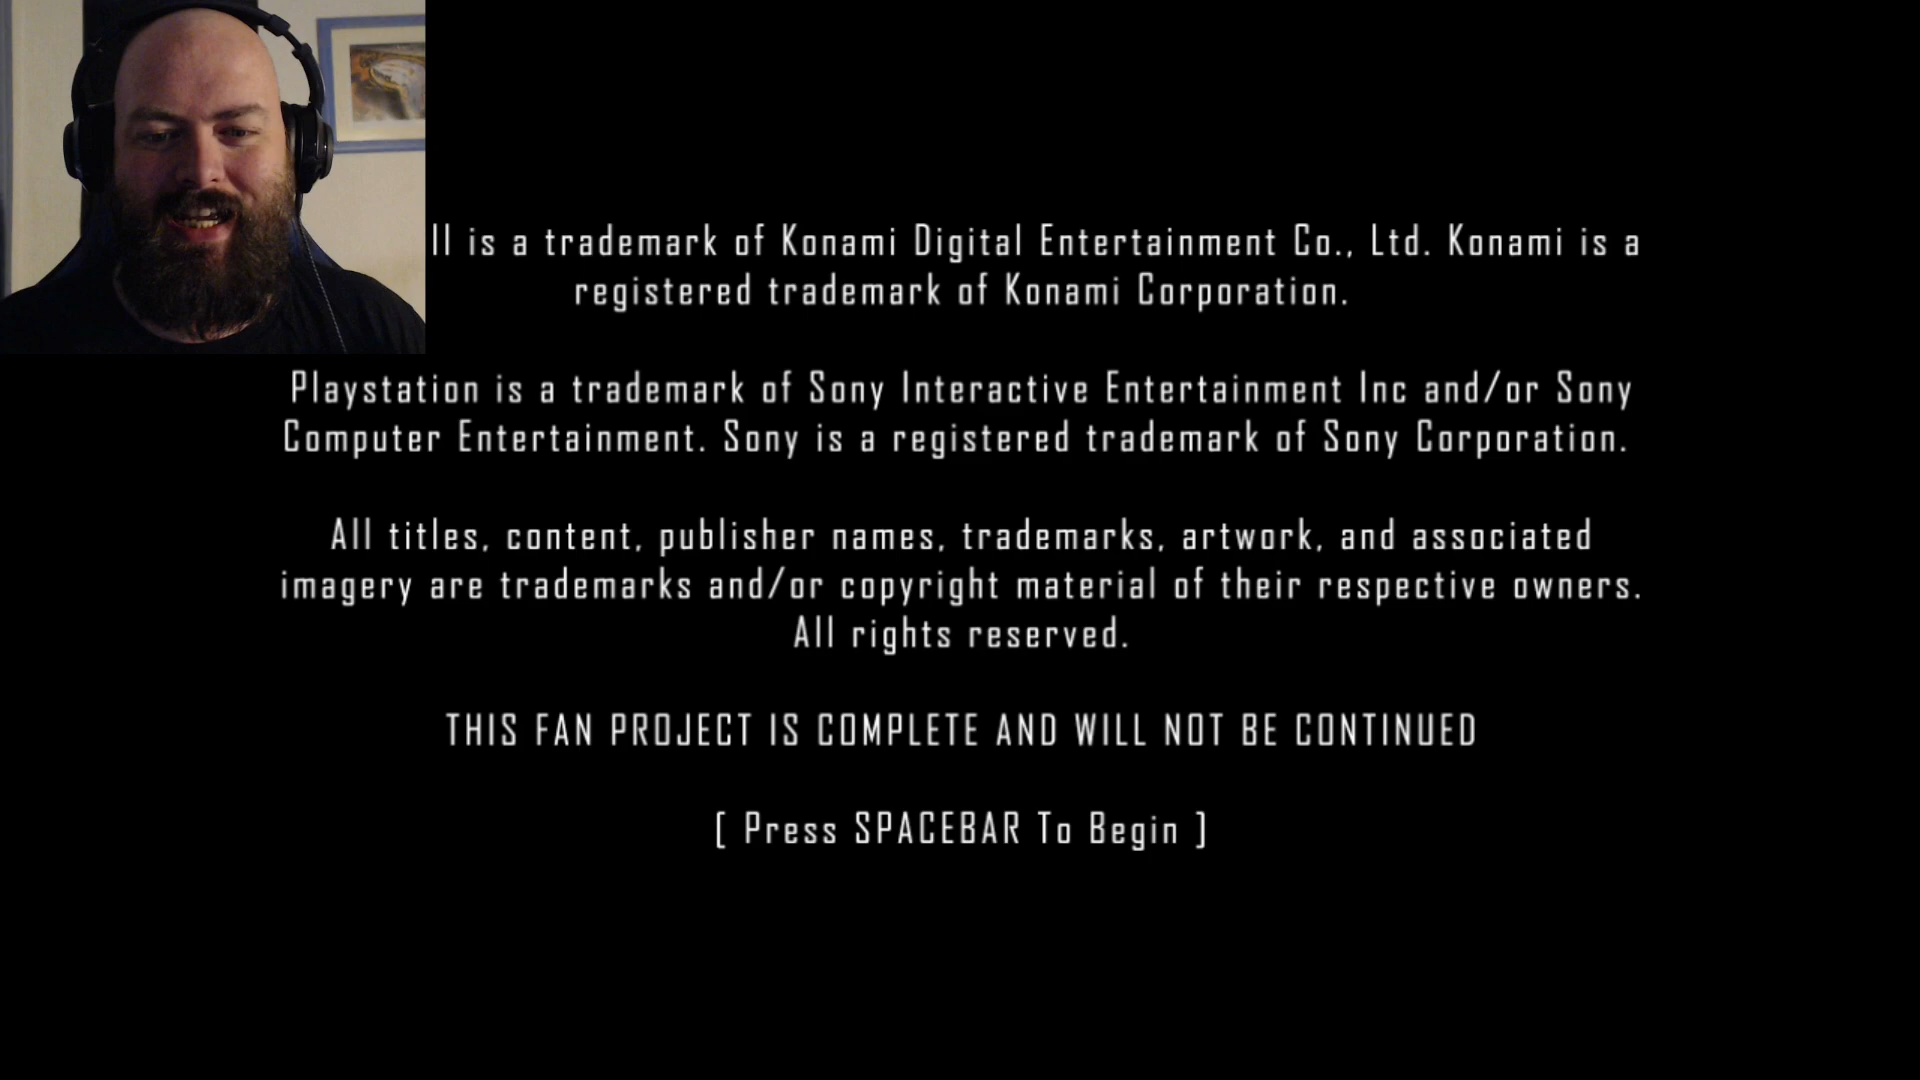 ll is a trademark of Konami Digital Entertainment Co., Ltd. Konami is a
registered trademark of Konami Corporation.
Playstation is a trademark of Sony Interactive Entertainment Inc and/or Sony
Computer Entertainment. Sony is a registered trademark of Sony Corporation.
All titles, content, publisher names, trademarks, artwork, and associated
imagery are trademarks and/or copyright material of their respective owners.
All rights reserved.
THIS FAN PROJECT IS COMPLETE AND WILL NOT BE CONTINUED
[ Press SPACEBAR To Begin ]